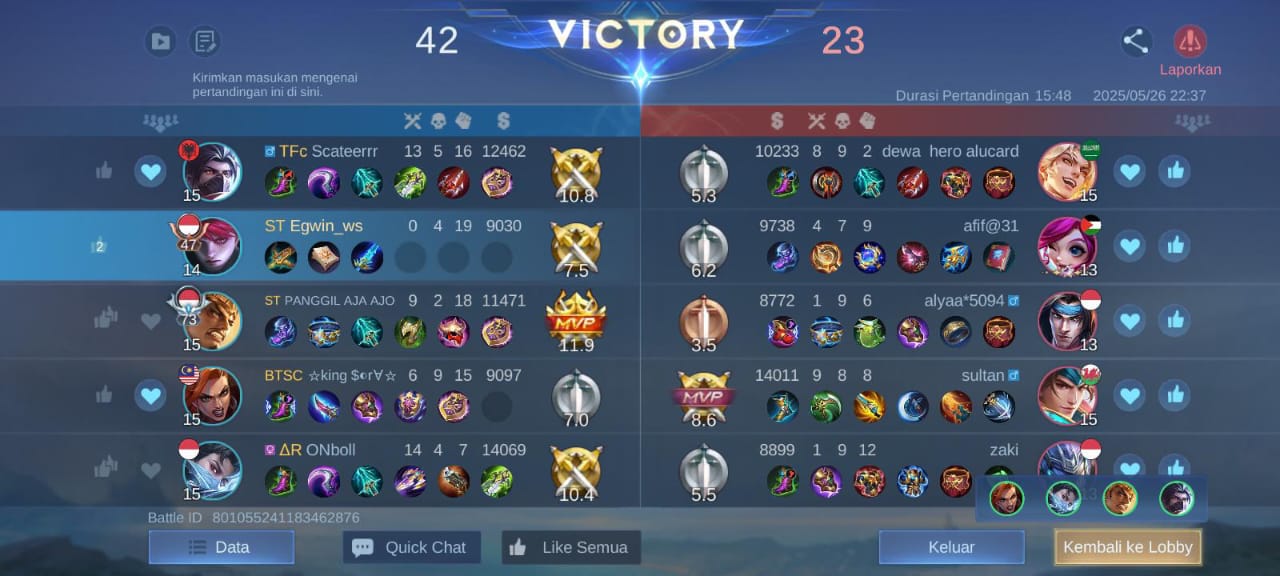 42 VICTORY 23
Kirimkan masukan mengenai
pertandingan ini di sini.
Laporkan
Durasi Pertandingan 15:48 2025/05/26 22:37
TFc Scateerrr 13 5 16 12462
15
10.8
10233 8 9 2 dewa hero alucard
5.3
15
ST Egwin_ws 0 4 19 9030
2
47
14
7.5
9738 4 7 9 afif@31
6.2
13
ST PANGGIL AJA AJO 9 2 18 11471
73
15
MVP
11.9
8772 1 9 6 alyaa*5094
3.5
13
BTSC ☆king $◐r∀☆ 6 9 15 9097
15
7.0
14011 9 8 8 sultan
MVP
8.6
15
ΔR ONboll 14 4 7 14069
15
10.4
8899 1 9 12 zaki
5.5
13
Battle ID 801055241183462876
Data Quick Chat Like Semua Keluar Kembali ke Lobby